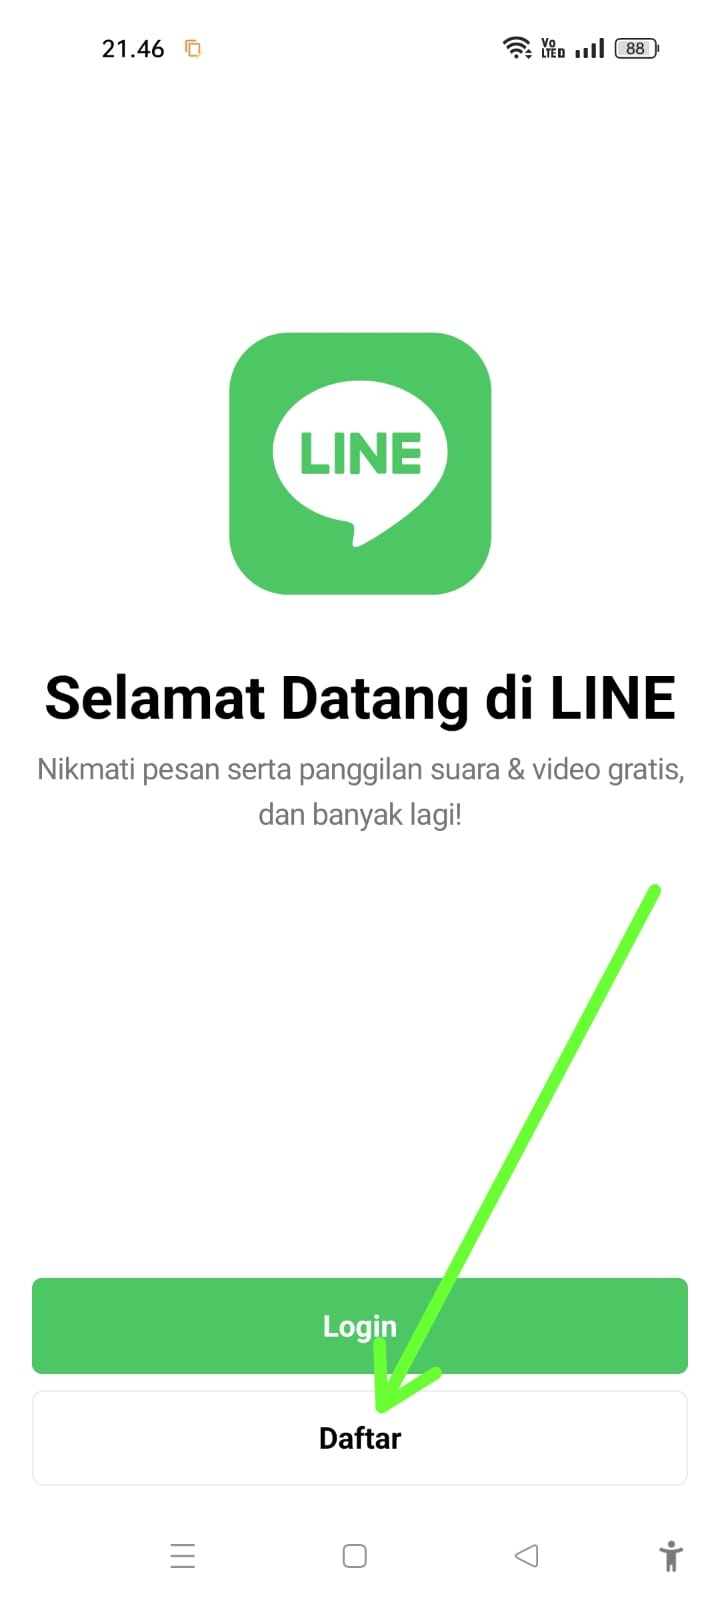 21.46
Vo
LTED
88
LINE
Selamat Datang di LINE
Nikmati pesan serta panggilan suara & video gratis,
dan banyak lagi!
Login
Daftar